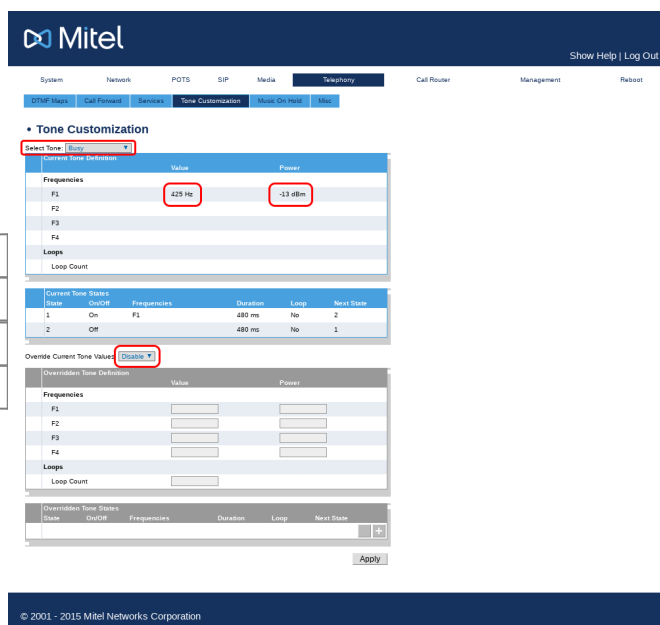 Mitel
Show Help | Log Out
System Network POTS SIP Media Telephony Call Router Management Reboot
DTMF Maps Call Forward Services Tone Customization Music On Hold Misc
• Tone Customization
Select Tone: Busy
Current Tone Definition
Value Power
Frequencies
F1 425 Hz -13 dBm
F2
F3
F4
Loops
Loop Count
Current Tone States
State On/Off Frequencies Duration Loop Next State
1 On F1 480 ms No 2
2 Off 480 ms No 1
Override Current Tone Values: Disable
Overridden Tone Definition
Value Power
Frequencies
F1
F2
F3
F4
Loops
Loop Count
Overridden Tone States
State On/Off Frequencies Duration Loop Next State
+
Apply
© 2001 - 2015 Mitel Networks Corporation